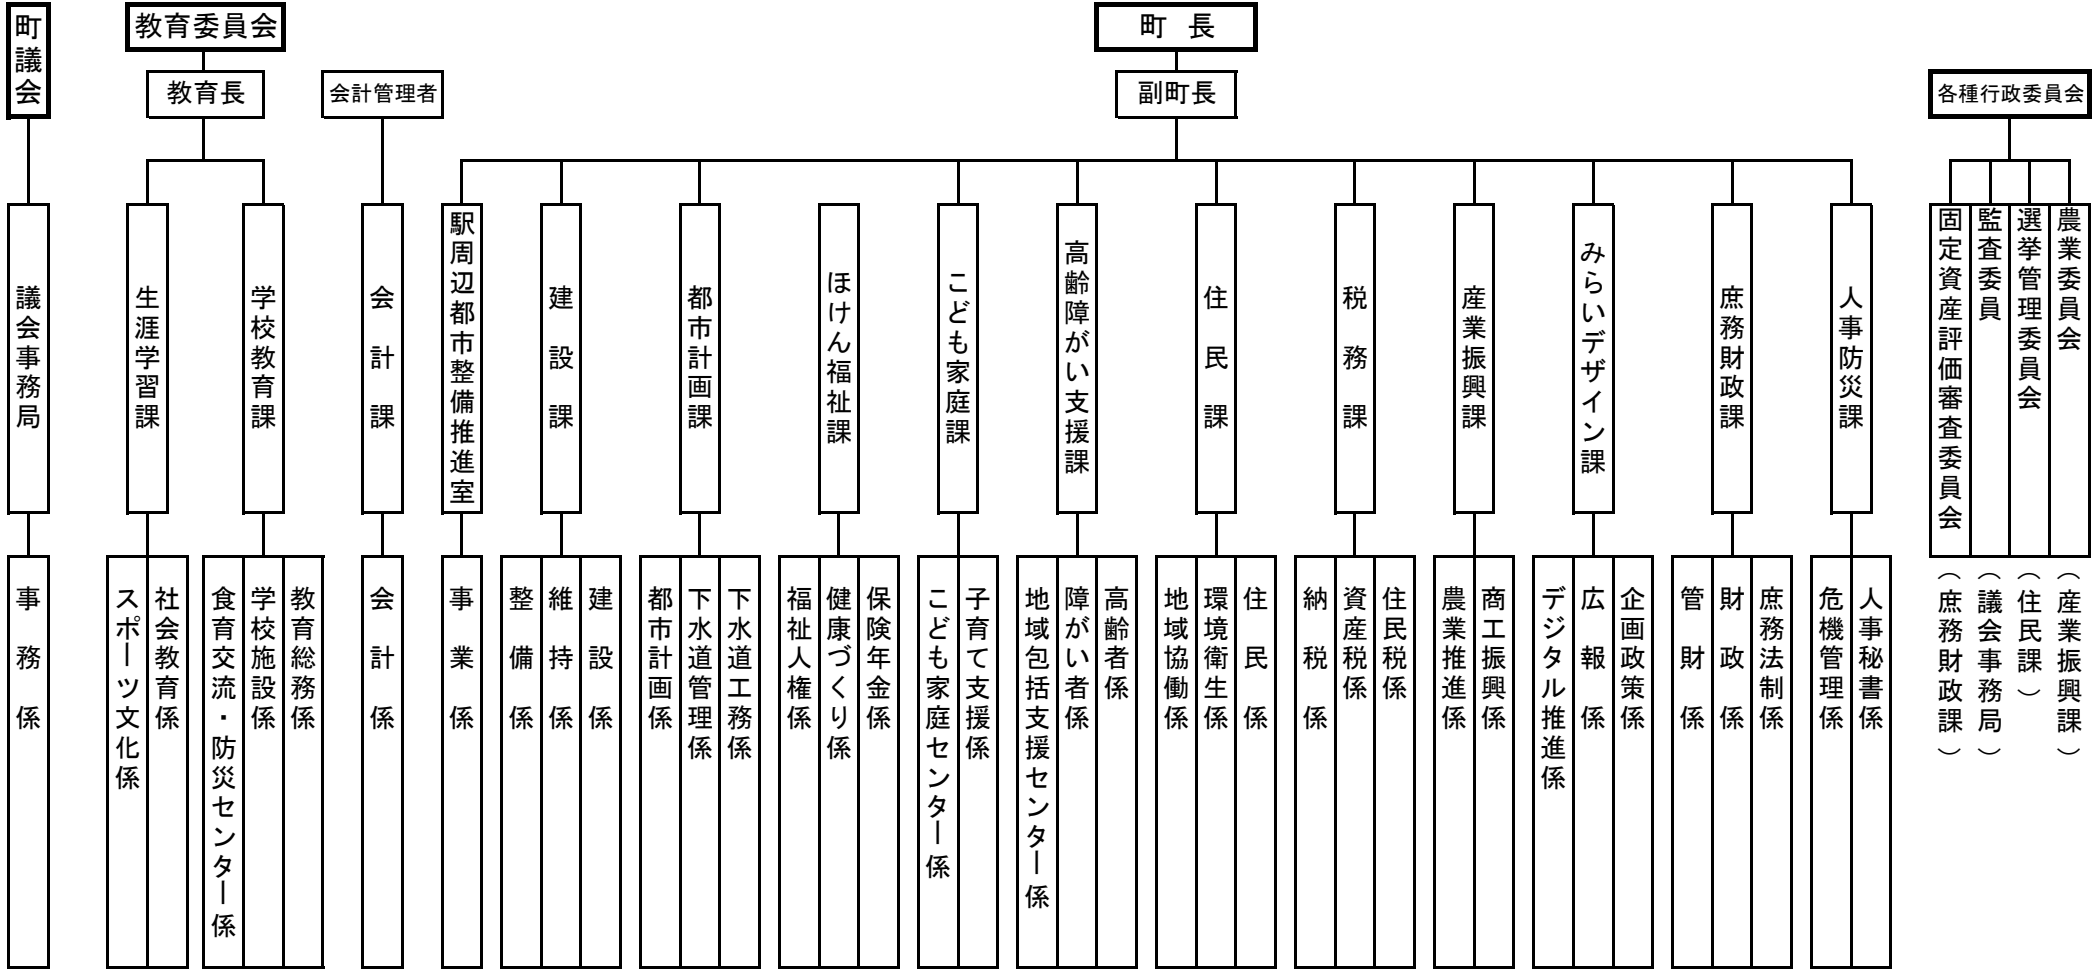 町議会
教育委員会
町 長
教育長
会計管理者
副町長
各種行政委員会
議会事務局
生涯学習課
学校教育課
会計課
駅周辺都市整備推進室
建設課
都市計画課
ほけん福祉課
こども家庭課
高齢障がい支援課
住民課
税務課
産業振興課
みらいデザイン課
庶務財政課
人事防災課
固定資産評価審査委員会
監査委員
選挙管理委員会
農業委員会
事務係
スポーツ文化係
社会教育係
食育交流・防災センター係
学校施設係
教育総務係
会計係
事業係
整備係
維持係
建設係
都市計画係
下水道管理係
下水道工務係
福祉人権係
健康づくり係
保険年金係
こども家庭センター係
子育て支援係
地域包括支援センター係
障がい者係
高齢者係
地域協働係
環境衛生係
住民係
納税係
資産税係
住民税係
農業推進係
商工振興係
デジタル推進係
広報係
企画政策係
管財係
財政係
庶務法制係
危機管理係
人事秘書係
（庶務財政課）
（議会事務局）
（住民課）
（産業振興課）